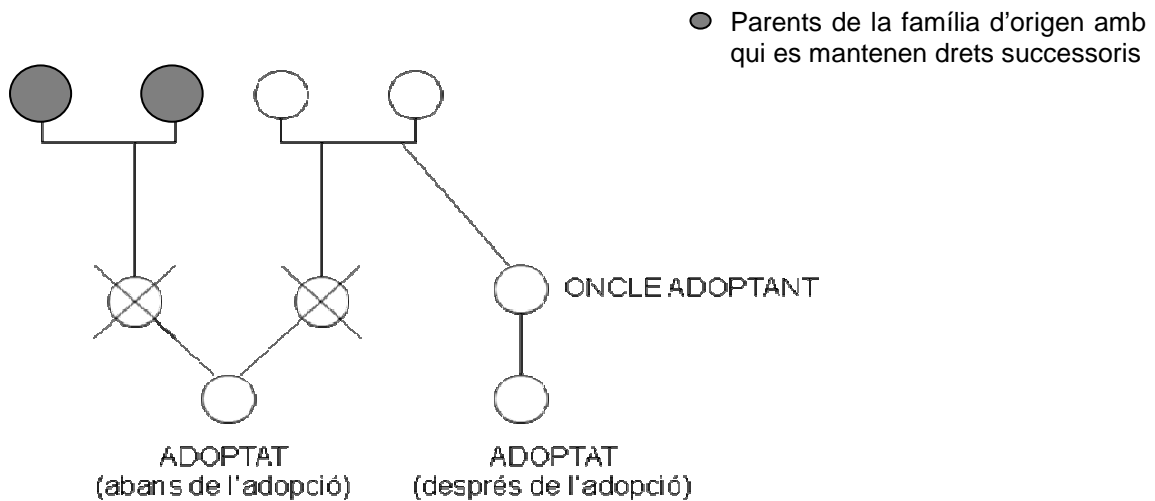 Parents de la família d'origen amb
qui es mantenen drets successoris
ONCLE ADOPTANT
ADOPTAT
(abans de l'adopció)
ADOPTAT
(després de l'adopció)